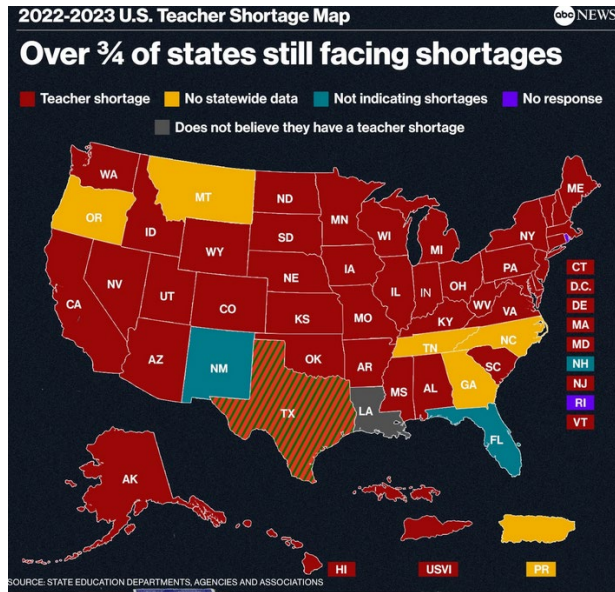 2022-2023 U.S. Teacher Shortage Map
abc NEWS
Over ¾ of states still facing shortages
Teacher shortage
No statewide data
Not indicating shortages
No response
Does not believe they have a teacher shortage
WA
MT
ND
MN
ME
OR
ID
SD
WI
MI
NY
WY
IA
PA
NV
NE
IL
IN
OH
CA
UT
CO
KS
MO
WV
VA
KY
AZ
NM
OK
AR
TN
NC
SC
TX
LA
MS
AL
GA
FL
CT
D.C.
DE
MA
MD
NH
NJ
RI
VT
AK
HI
USVI
PR
SOURCE: STATE EDUCATION DEPARTMENTS, AGENCIES AND ASSOCIATIONS